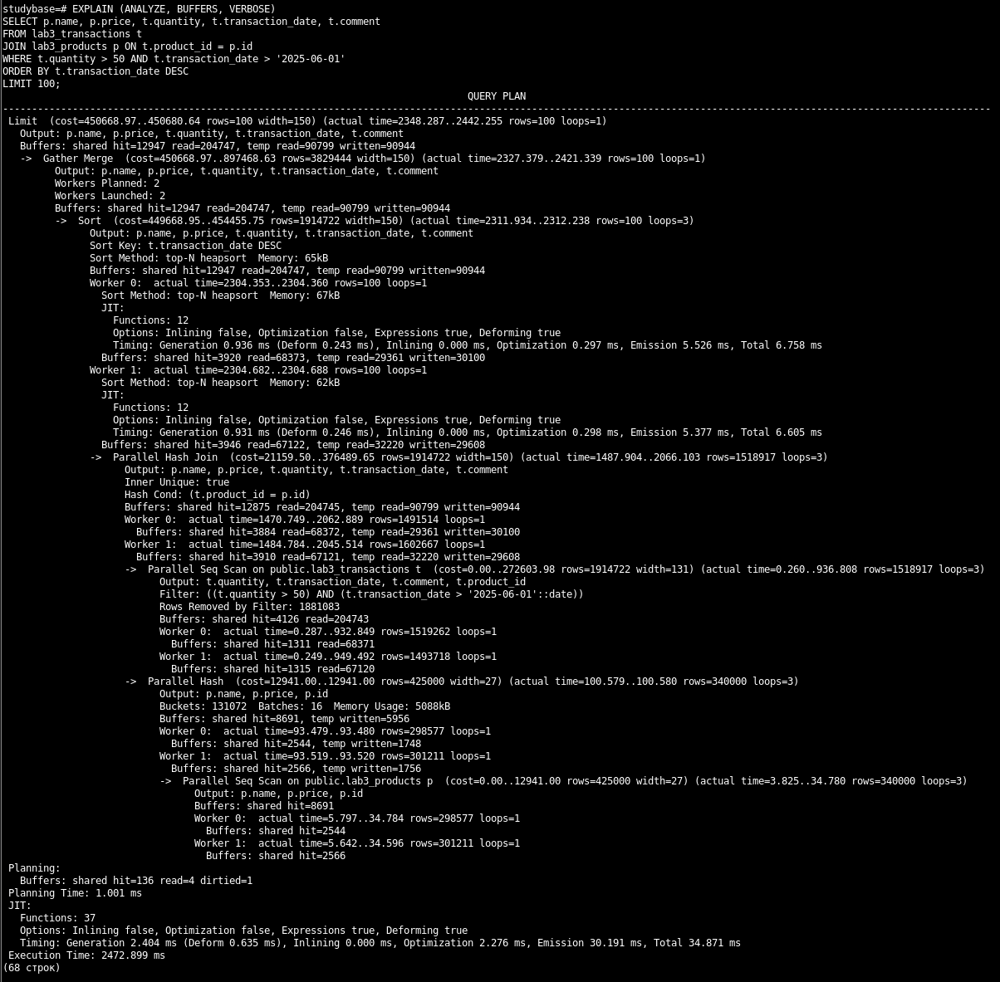 studybase=# EXPLAIN (ANALYZE, BUFFERS, VERBOSE)
SELECT p.name, p.price, t.quantity, t.transaction_date, t.comment
FROM lab3_transactions t
JOIN lab3_products p ON t.product_id = p.id
WHERE t.quantity > 50 AND t.transaction_date > '2025-06-01'
ORDER BY t.transaction_date DESC
LIMIT 100;
QUERY PLAN
--------------------------------------------------------------------------------------------------------------------------------------------------------------------------
Limit  (cost=450668.97..450680.64 rows=100 width=150) (actual time=2348.287..2442.255 rows=100 loops=1)
  Output: p.name, p.price, t.quantity, t.transaction_date, t.comment
  Buffers: shared hit=12947 read=204747, temp read=90799 written=90944
  ->  Gather Merge  (cost=450668.97..897468.63 rows=3829444 width=150) (actual time=2327.379..2421.339 rows=100 loops=1)
        Output: p.name, p.price, t.quantity, t.transaction_date, t.comment
        Workers Planned: 2
        Workers Launched: 2
        Buffers: shared hit=12947 read=204747, temp read=90799 written=90944
        ->  Sort  (cost=449668.95..454455.75 rows=1914722 width=150) (actual time=2311.934..2312.238 rows=100 loops=3)
              Output: p.name, p.price, t.quantity, t.transaction_date, t.comment
              Sort Key: t.transaction_date DESC
              Sort Method: top-N heapsort  Memory: 65kB
              Buffers: shared hit=12947 read=204747, temp read=90799 written=90944
              Worker 0:  actual time=2304.353..2304.360 rows=100 loops=1
                Sort Method: top-N heapsort  Memory: 67kB
                JIT:
                  Functions: 12
                  Options: Inlining false, Optimization false, Expressions true, Deforming true
                  Timing: Generation 0.936 ms (Deform 0.243 ms), Inlining 0.000 ms, Optimization 0.297 ms, Emission 5.526 ms, Total 6.758 ms
                Buffers: shared hit=3920 read=68373, temp read=29361 written=30100
              Worker 1:  actual time=2304.682..2304.688 rows=100 loops=1
                Sort Method: top-N heapsort  Memory: 62kB
                JIT:
                  Functions: 12
                  Options: Inlining false, Optimization false, Expressions true, Deforming true
                  Timing: Generation 0.931 ms (Deform 0.246 ms), Inlining 0.000 ms, Optimization 0.298 ms, Emission 5.377 ms, Total 6.605 ms
                Buffers: shared hit=3946 read=67122, temp read=32220 written=29608
              ->  Parallel Hash Join  (cost=21159.50..376489.65 rows=1914722 width=150) (actual time=1487.904..2066.103 rows=1518917 loops=3)
                    Output: p.name, p.price, t.quantity, t.transaction_date, t.comment
                    Inner Unique: true
                    Hash Cond: (t.product_id = p.id)
                    Buffers: shared hit=12875 read=204745, temp read=90799 written=90944
                    Worker 0:  actual time=1470.749..2062.889 rows=1491514 loops=1
                      Buffers: shared hit=3884 read=68372, temp read=29361 written=30100
                    Worker 1:  actual time=1484.784..2045.514 rows=1602667 loops=1
                      Buffers: shared hit=3910 read=67121, temp read=32220 written=29608
                    ->  Parallel Seq Scan on public.lab3_transactions t  (cost=0.00..272603.98 rows=1914722 width=131) (actual time=0.260..936.808 rows=1518917 loops=3)
                          Output: t.quantity, t.transaction_date, t.comment, t.product_id
                          Filter: ((t.quantity > 50) AND (t.transaction_date > '2025-06-01'::date))
                          Rows Removed by Filter: 1881083
                          Buffers: shared hit=4126 read=204743
                          Worker 0:  actual time=0.287..932.849 rows=1519262 loops=1
                            Buffers: shared hit=1311 read=68371
                          Worker 1:  actual time=0.249..949.492 rows=1493718 loops=1
                            Buffers: shared hit=1315 read=67120
                    ->  Parallel Hash  (cost=12941.00..12941.00 rows=425000 width=27) (actual time=100.579..100.580 rows=340000 loops=3)
                          Output: p.name, p.price, p.id
                          Buckets: 131072  Batches: 16  Memory Usage: 5088kB
                          Buffers: shared hit=8691, temp written=5956
                          Worker 0:  actual time=93.479..93.480 rows=298577 loops=1
                            Buffers: shared hit=2544, temp written=1748
                          Worker 1:  actual time=93.519..93.520 rows=301211 loops=1
                            Buffers: shared hit=2566, temp written=1756
                          ->  Parallel Seq Scan on public.lab3_products p  (cost=0.00..12941.00 rows=425000 width=27) (actual time=3.825..34.780 rows=340000 loops=3)
                                Output: p.name, p.price, p.id
                                Buffers: shared hit=8691
                                Worker 0:  actual time=5.797..34.784 rows=298577 loops=1
                                  Buffers: shared hit=2544
                                Worker 1:  actual time=5.642..34.596 rows=301211 loops=1
                                  Buffers: shared hit=2566
Planning:
  Buffers: shared hit=136 read=4 dirtied=1
Planning Time: 1.001 ms
JIT:
  Functions: 37
  Options: Inlining false, Optimization false, Expressions true, Deforming true
  Timing: Generation 2.404 ms (Deform 0.635 ms), Inlining 0.000 ms, Optimization 2.276 ms, Emission 30.191 ms, Total 34.871 ms
Execution Time: 2472.899 ms
(68 строк)